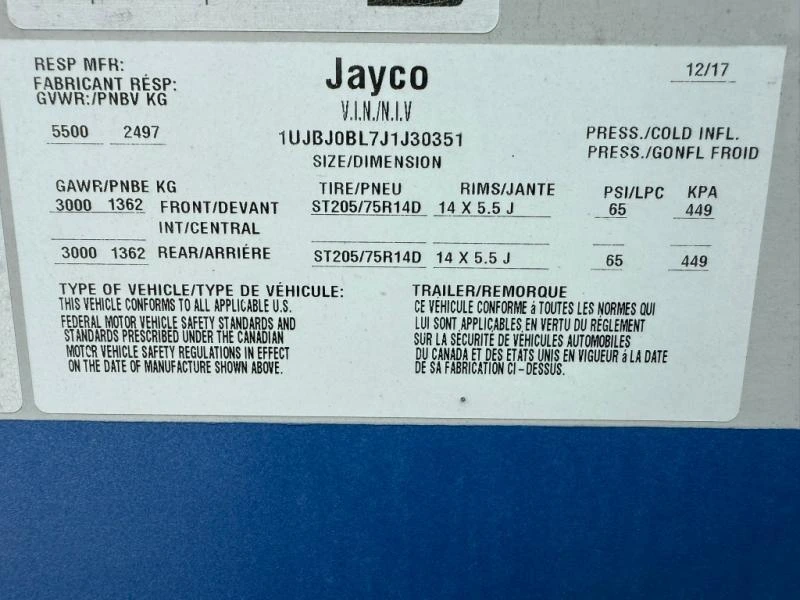 RESP MFR:
FABRICANT RÉSP:
GVWR:/PNBV KG
Jayco
12/17
V.I.N./N.I.V
5500 2497
1UJBJ0BL7J1J30351
PRESS./COLD INFL.
PRESS./GONFL FROID
SIZE/DIMENSION
GAWR/PNBE KG TIRE/PNEU RIMS/JANTE PSI/LPC KPA
3000 1362 FRONT/DEVANT ST205/75R14D 14 X 5.5 J 65 449
INT/CENTRAL
3000 1362 REAR/ARRIÉRE ST205/75R14D 14 X 5.5 J 65 449
TYPE OF VEHICLE/TYPE DE VÉHICULE:
THIS VEHICLE CONFORMS TO ALL APPLICABLE U.S.
FEDERAL MOTOR VEHICLE SAFETY STANDARDS AND
STANDARDS PRESCRIBED UNDER THE CANADIAN
MOTOR VEHICLE SAFETY REGULATIONS IN EFFECT
ON THE DATE OF MANUFACTURE SHOWN ABOVE.
TRAILER/REMORQUE
CE VÉHICULE CONFORME á TOUTES LES NORMES QUI
LUI SONT APPLICABLES EN VERTU DU RÉGLEMENT
SUR LA SÉCURITÉ DE VÉHICULES AUTOMOBILES
DU CANADA ET DES ETATS UNIS EN VIGUEUR á LA DATE
DE SA FABRICATION CI-DESSUS.